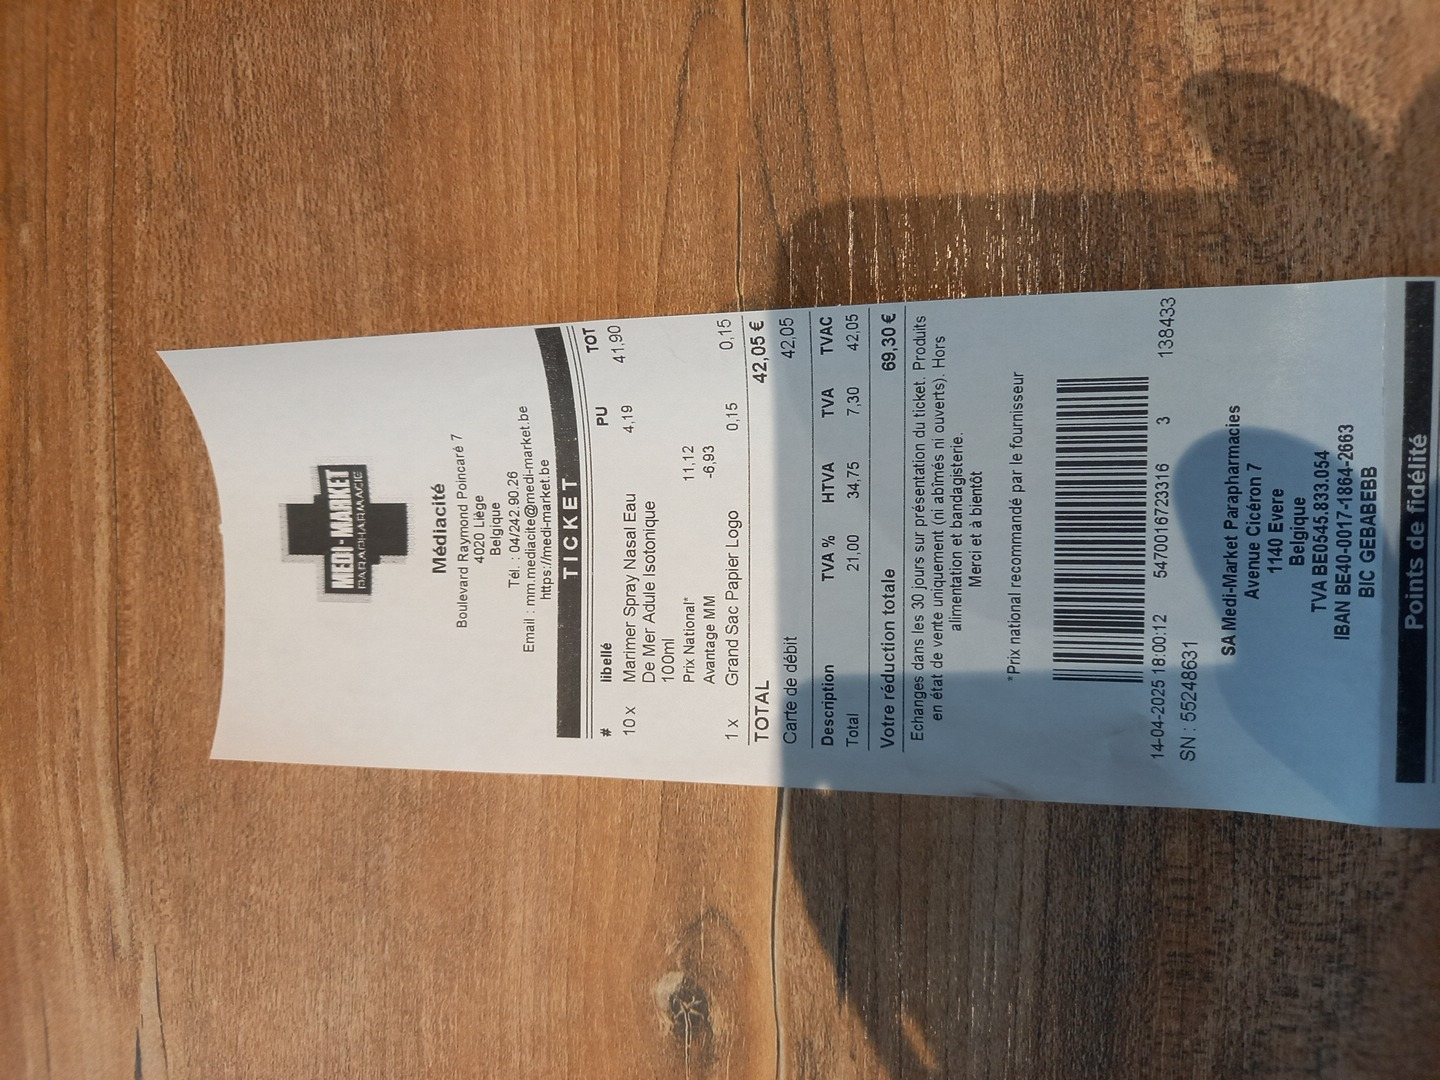 MEDI-MARKET
PARAPHARMACIE
Médiacité
Boulevard Raymond Poincaré 7
4020 Liège
Belgique
Tél. : 04/242.90.26
Email : mm.mediacite@medi-market.be
https://medi-market.be
TICKET
# libellé PU TOT
10 x Marimer Spray Nasal Eau 4,19 41,90
De Mer Adule Isotonique
100ml
Prix National* 11,12
Avantage MM -6,93
1 x Grand Sac Papier Logo 0,15 0,15
TOTAL 42,05 €
Carte de débit 42,05
Description TVA % HTVA TVA TVAC
Total 21,00 34,75 7,30 42,05
Votre réduction totale 69,30 €
Echanges dans les 30 jours sur présentation du ticket. Produits
en état de vente uniquement (ni abîmés ni ouverts). Hors
alimentation et bandagisterie.
Merci et à bientôt
*Prix national recommandé par le fournisseur
14-04-2025 18:00:12 5470016723316 3 138433
SN : 55248631
SA Medi-Market Parapharmacies
Avenue Cicéron 7
1140 Evere
Belgique
TVA BE0545.833.054
IBAN BE40-0017-1864-2663
BIC GEBABEBB
Points de fidélité